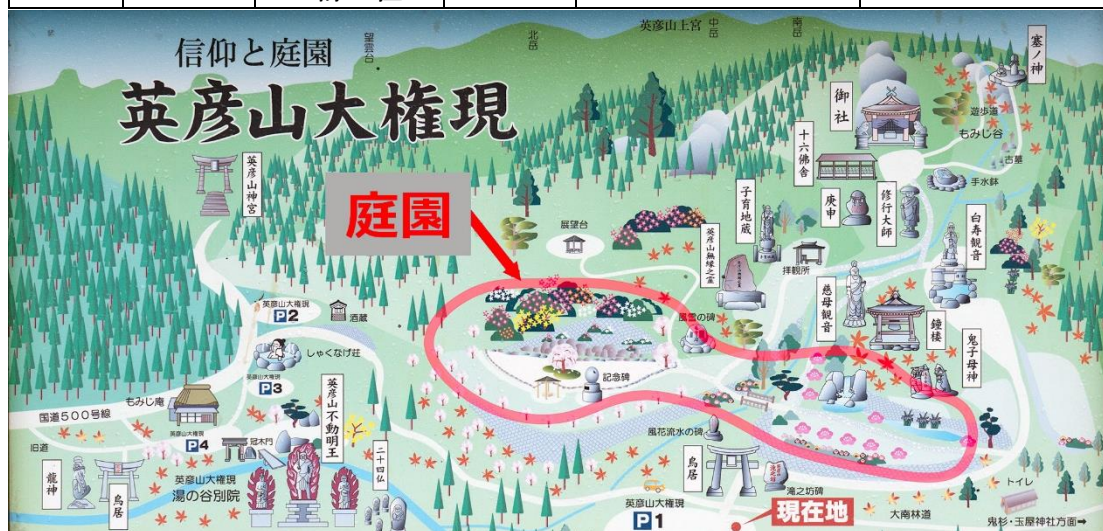 信仰と庭園
英彦山大権現
望雲台
北岳
英彦山上宮
中岳
南岳
塞ノ神
御社
遊歩道
もみじ谷
古墓
手水鉢
十六佛舎
庚申
修行大師
子育地蔵
拝観所
白寿観音
英彦山神宮
庭園
展望台
英彦山無縁之霊
慈母観音
鐘楼
鬼子母神
英彦山大権現
P2
酒蔵
しゃくなげ荘
英彦山大権現
P3
風雪の碑
記念碑
もみじ庵
国道500号線
英彦山大権現
P4
冠木門
英彦山不動明王
二十四仏
旧道
龍神
鳥居
英彦山大権現
湯の谷別院
風花流水の碑
鳥居
滝之坊碑
英彦山大権現
P1
現在地
大南林道
トイレ
鬼杉・玉屋神社方面➡